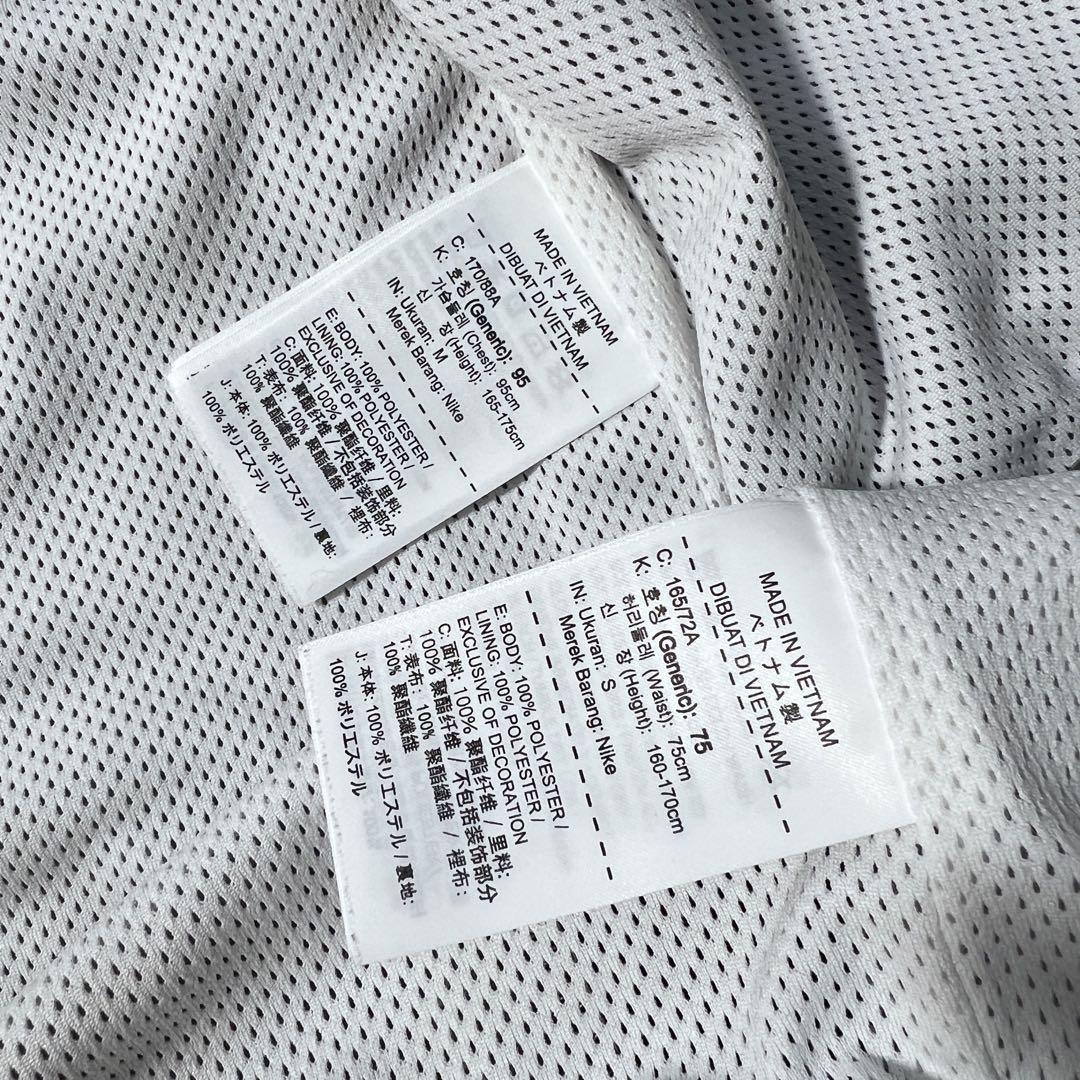 MADE IN VIETNAM
ベトナム製
DIBUAT DI VIETNAM
C: 170/88A
K: 호칭 (Generic): 95
가슴둘레 (Chest): 95cm
신 장 (Height): 165-175cm
IN: Ukuran: M
Merek Barang: Nike
E: BODY: 100% POLYESTER /
LINING: 100% POLYESTER /
EXCLUSIVE OF DECORATION
C: 面料: 100% 聚酯纤维 / 里料:
100% 聚酯纤维 / 不包括装饰部分
T: 表布: 100% 聚酯纖維 / 裡布:
100% 聚酯纖維
J: 本体: 100% ポリエステル / 裏地:
100% ポリエステル
MADE IN VIETNAM
ベトナム製
DIBUAT DI VIETNAM
C: 165/72A
K: 호칭 (Generic): 75
허리둘레 (Waist): 75cm
신 장 (Height): 160-170cm
IN: Ukuran: S
Merek Barang: Nike
E: BODY: 100% POLYESTER /
LINING: 100% POLYESTER /
EXCLUSIVE OF DECORATION
C: 面料: 100% 聚酯纤维 / 里料:
100% 聚酯纤维 / 不包括装饰部分
T: 表布: 100% 聚酯纖維 / 裡布:
100% 聚酯纖維
J: 本体: 100% ポリエステル / 裏地:
100% ポリエステル